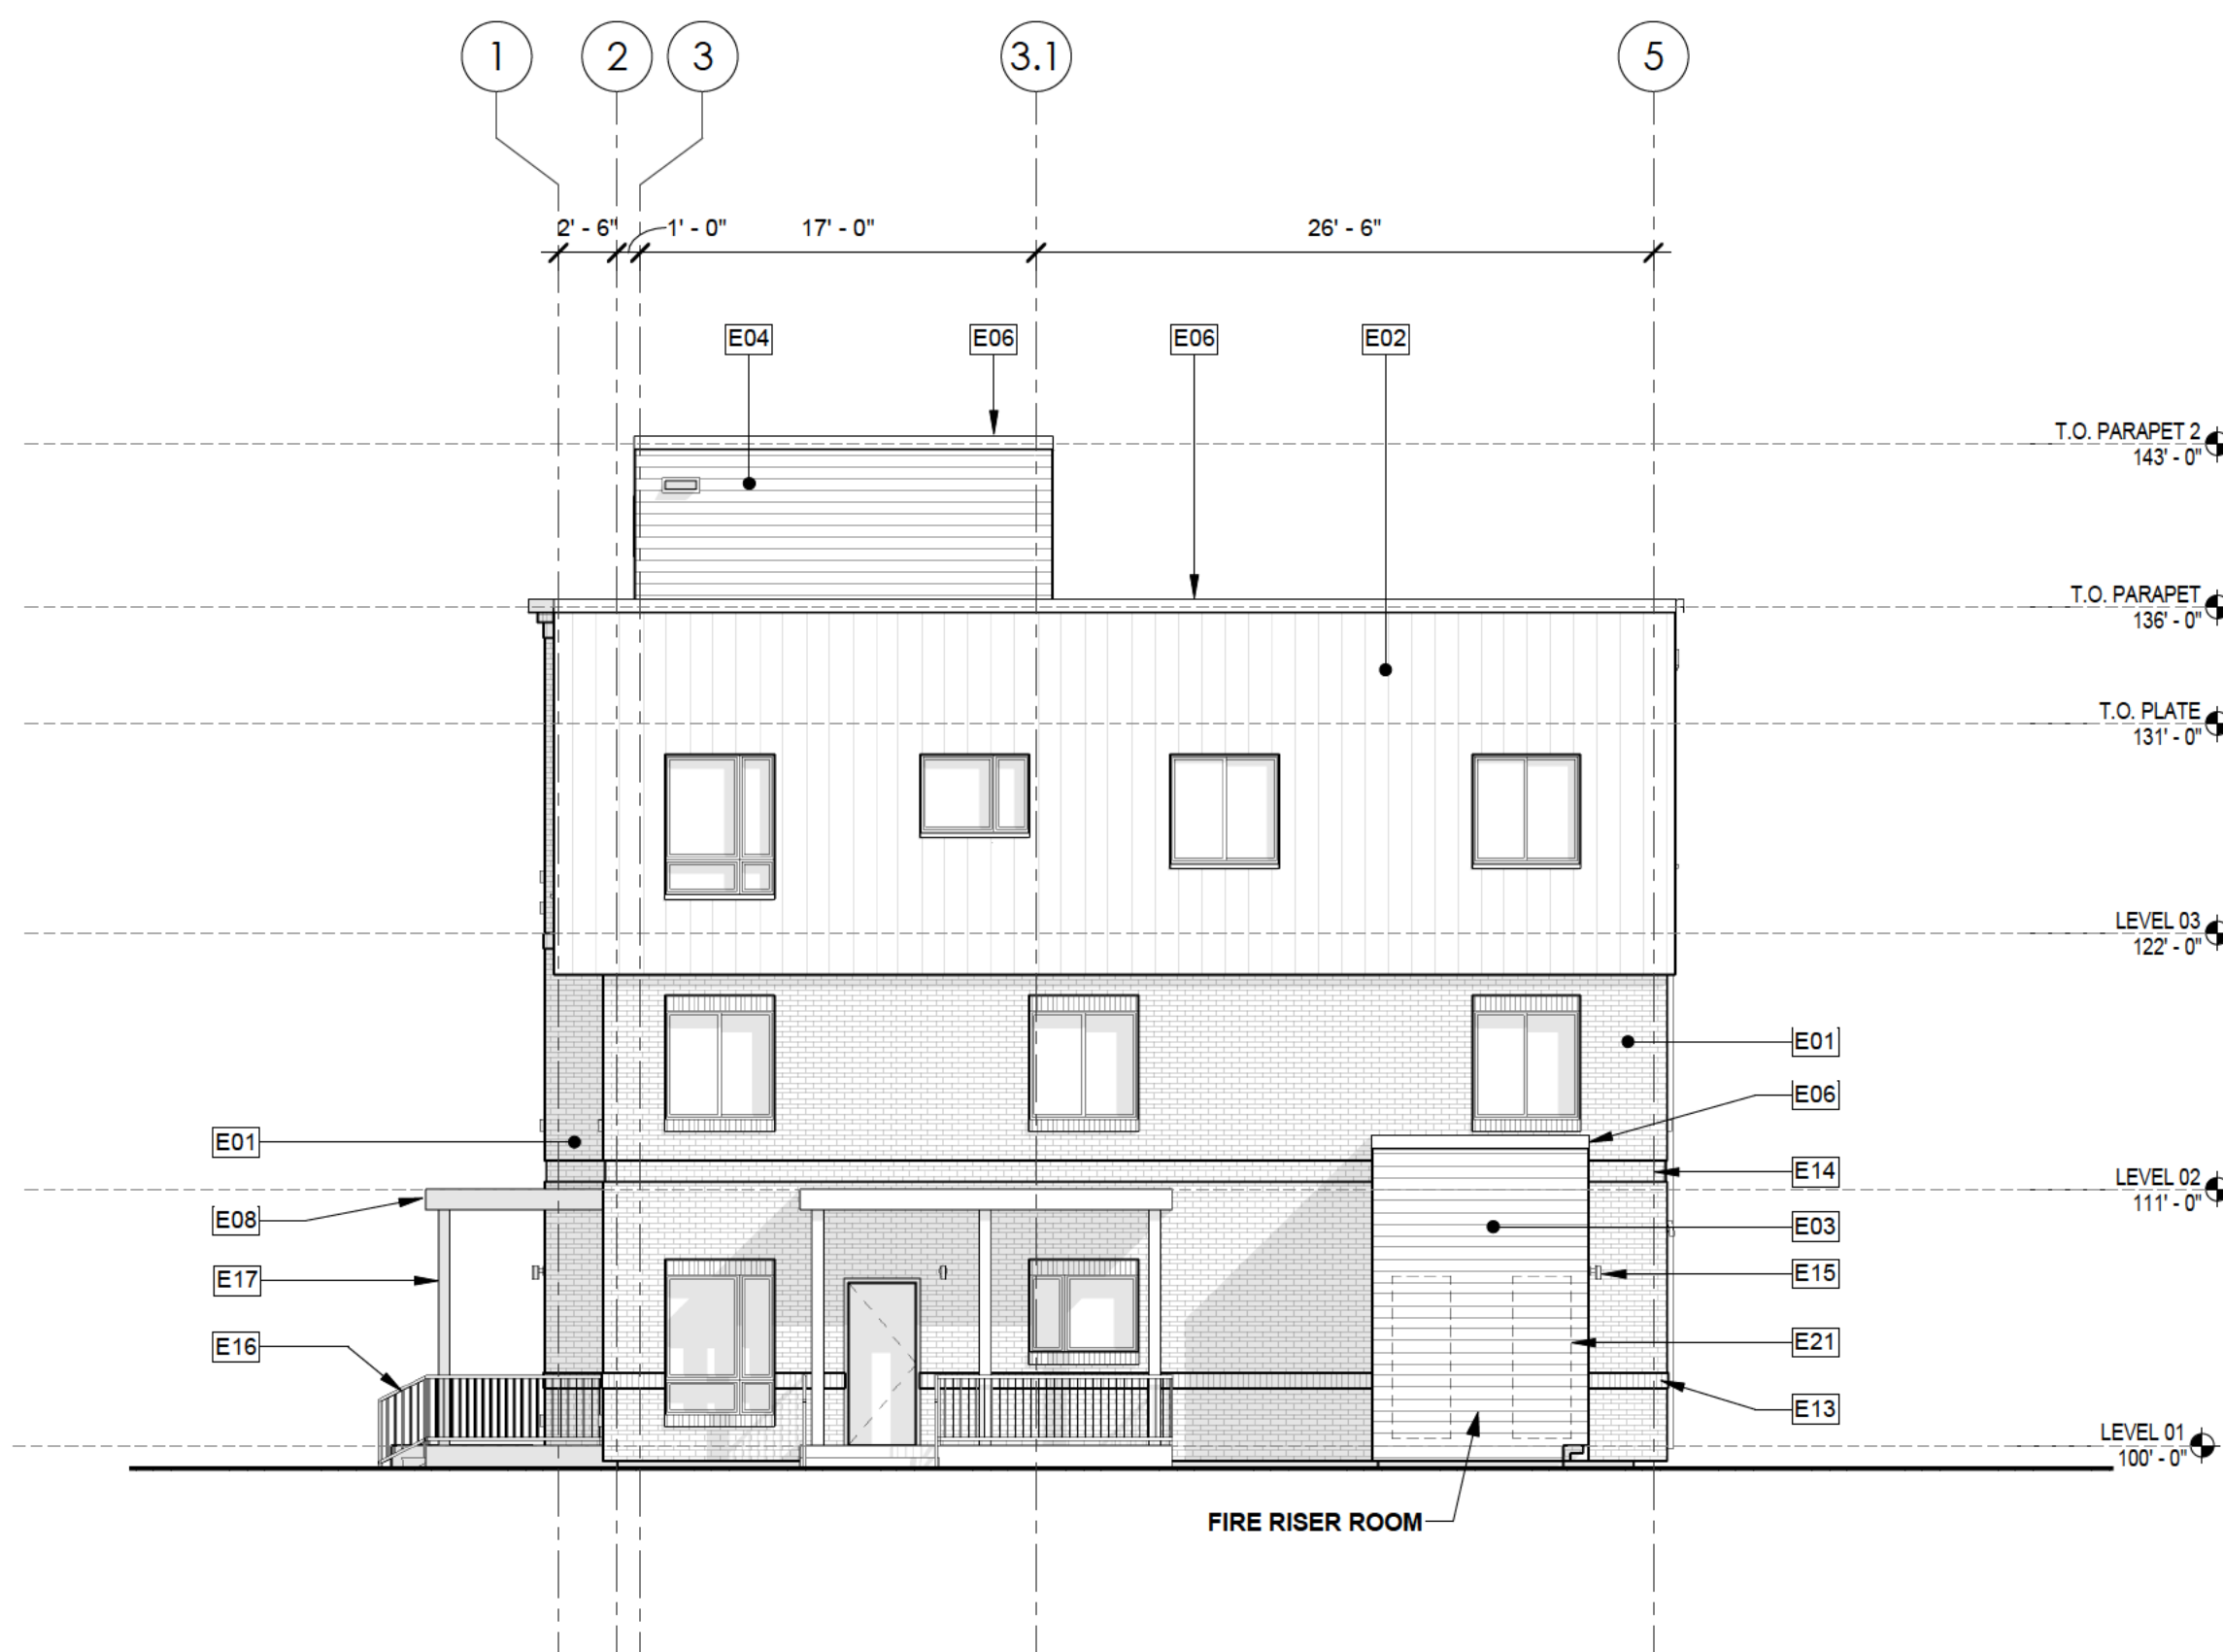 1 2 3 3.1 5
2' - 6" 1' - 0" 17' - 0" 26' - 6"
E04 E06 E06 E02
T.O. PARAPET 2
143' - 0"
T.O. PARAPET
136' - 0"
T.O. PLATE
131' - 0"
LEVEL 03
122' - 0"
E01
E06
E01
E14
LEVEL 02
111' - 0"
E08
E03
E17
E15
E16
E21
E13
LEVEL 01
100' - 0"
FIRE RISER ROOM